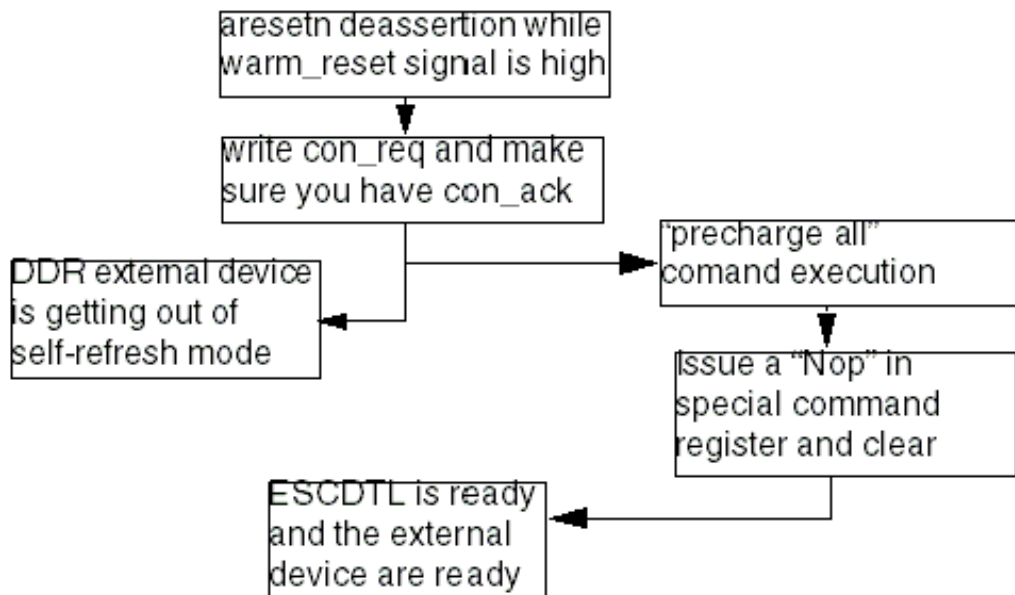 aresetn deassertion while
warm_reset signal is high
write con_req and make
sure you have con_ack
DDR external device
is getting out of
self-refresh mode
“precharge all”
comand execution
Issue a “Nop” in
special command
register and clear
ESCDTL is ready
and the external
device are ready